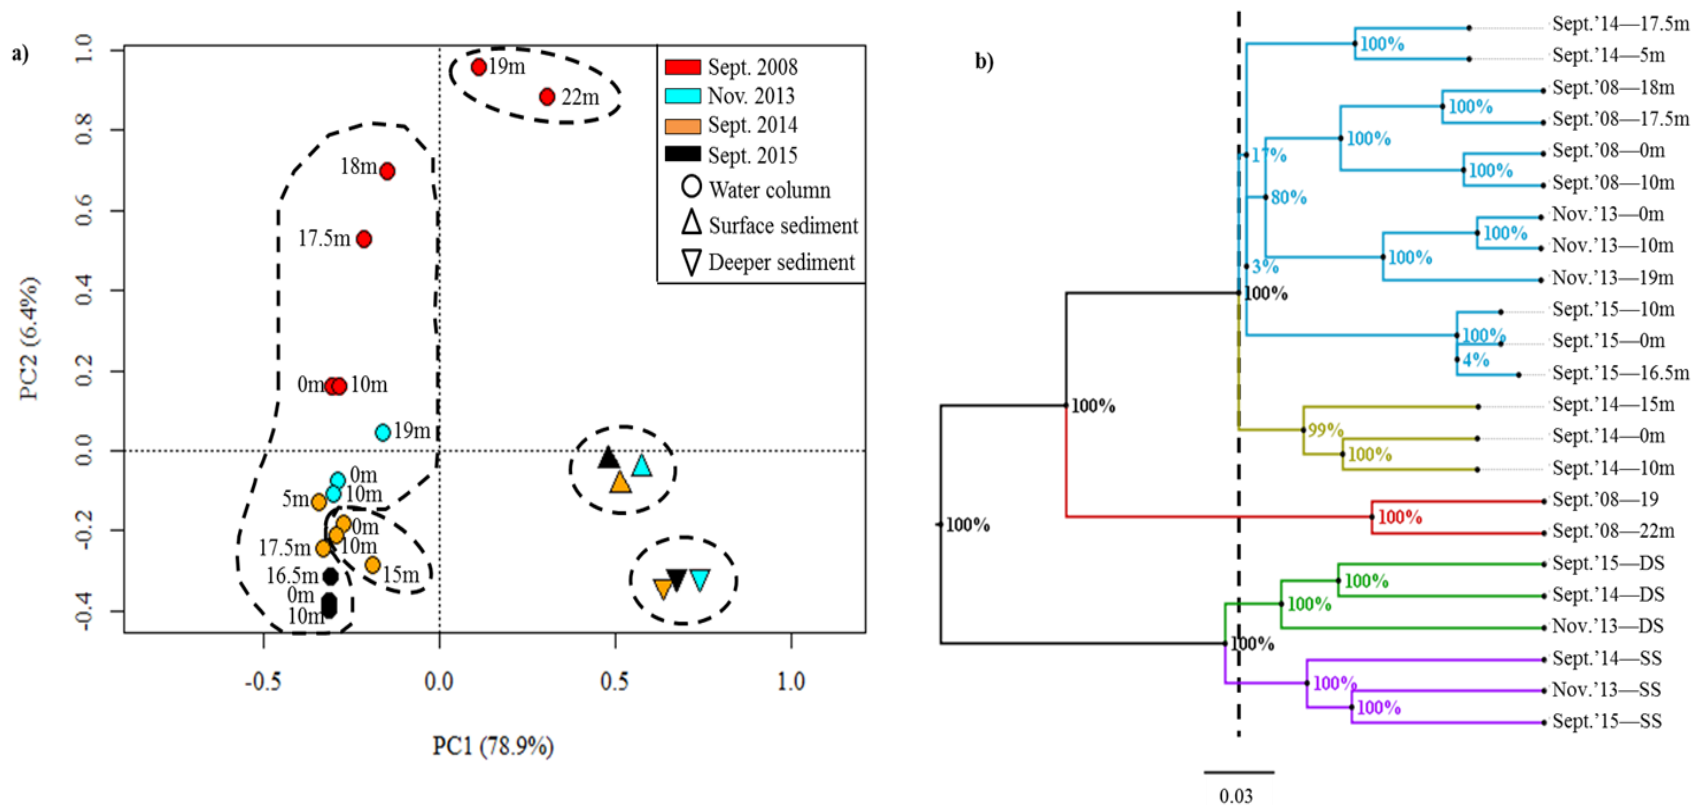 a)
PC2 (6.4%)
1.0
0.8
0.6
0.4
0.2
0.0
-0.2
-0.4
-0.5
0.0
0.5
1.0
PC1 (78.9%)
19m
22m
18m
17.5m
0m
10m
19m
0m
10m
5m
0m
10m
17.5m
15m
16.5m
0m
10m
Sept. 2008
Nov. 2013
Sept. 2014
Sept. 2015
Water column
Surface sediment
Deeper sediment
b)
Sept.’14—17.5m
100%
Sept.’14—5m
Sept.’08—18m
100%
Sept.’08—17.5m
100%
Sept.’08—0m
17%
100%
Sept.’08—10m
80%
Nov.’13—0m
100%
Nov.’13—10m
100%
3%
Nov.’13—19m
100%
Sept.’15—10m
100%
Sept.’15—0m
4%
Sept.’15—16.5m
100%
Sept.’14—15m
99%
Sept.’14—0m
100%
Sept.’14—10m
Sept.’08—19
100%
100%
Sept.’08—22m
Sept.’15—DS
100%
Sept.’14—DS
100%
Nov.’13—DS
100%
Sept.’14—SS
100%
Nov.’13—SS
100%
Sept.’15—SS
0.03